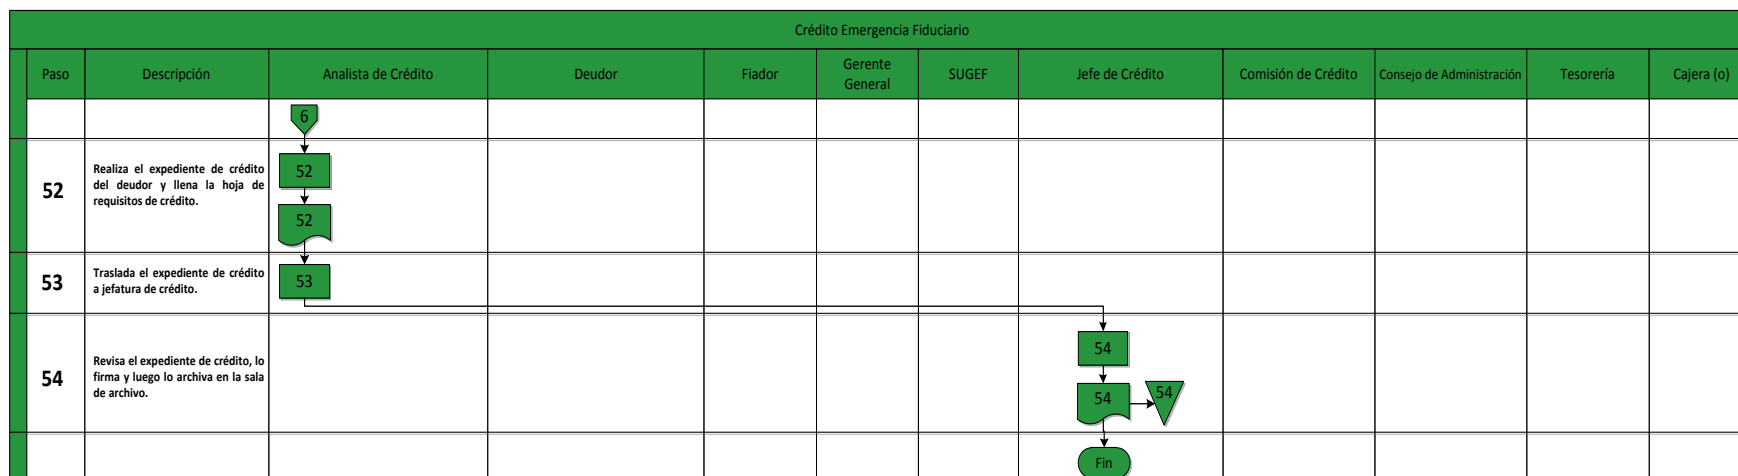 Crédito Emergencia Fiduciario
Paso
Descripción
Analista de Crédito
Deudor
Fiador
Gerente
General
SUGEF
Jefe de Crédito
Comisión de Crédito
Consejo de Administración
Tesorería
Cajera (o)
6
52
Realiza el expediente de crédito
del deudor y llena la hoja de
requisitos de crédito.
52
52
53
Traslada el expediente de crédito
a jefatura de crédito.
53
54
Revisa el expediente de crédito, lo
firma y luego lo archiva en la sala
de archivo.
54
54
54
Fin